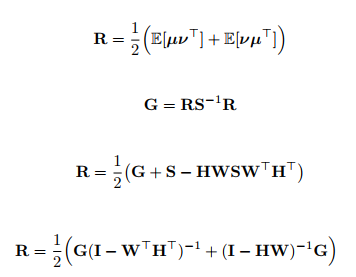 R = 1/2 (𝔼[μν⊤] + 𝔼[νμ⊤])
G = RS⁻¹R
R = 1/2 (G + S − HWSW⊤H⊤)
R = 1/2 (G(I − W⊤H⊤)⁻¹ + (I − HW)⁻¹G)